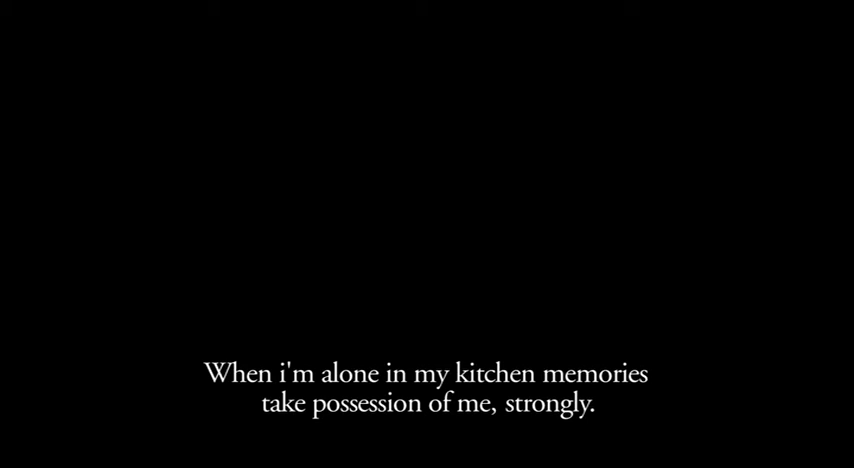 When i'm alone in my kitchen memories
take possession of me, strongly.